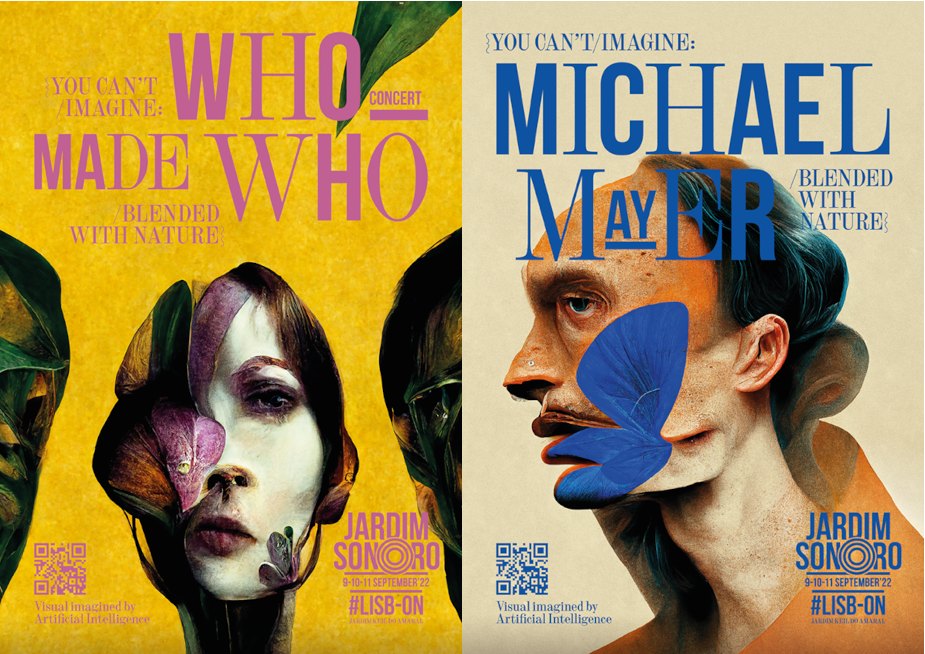 {YOU CAN'T
/IMAGINE:
WHO
CONCERT
MADE WHO
/BLENDED
WITH NATURE}
JARDIM
SONORO
9-10-11 SEPTEMBER'22
#LISB-ON
JARDIM KEIL DO AMARAL
Visual imagined by
Artificial Intelligence
{YOU CAN'T/IMAGINE:
MICHAEL
MAYER
/BLENDED
WITH
NATURE}
JARDIM
SONORO
9-10-11 SEPTEMBER'22
#LISB-ON
JARDIM KEIL DO AMARAL
Visual imagined by
Artificial Intelligence